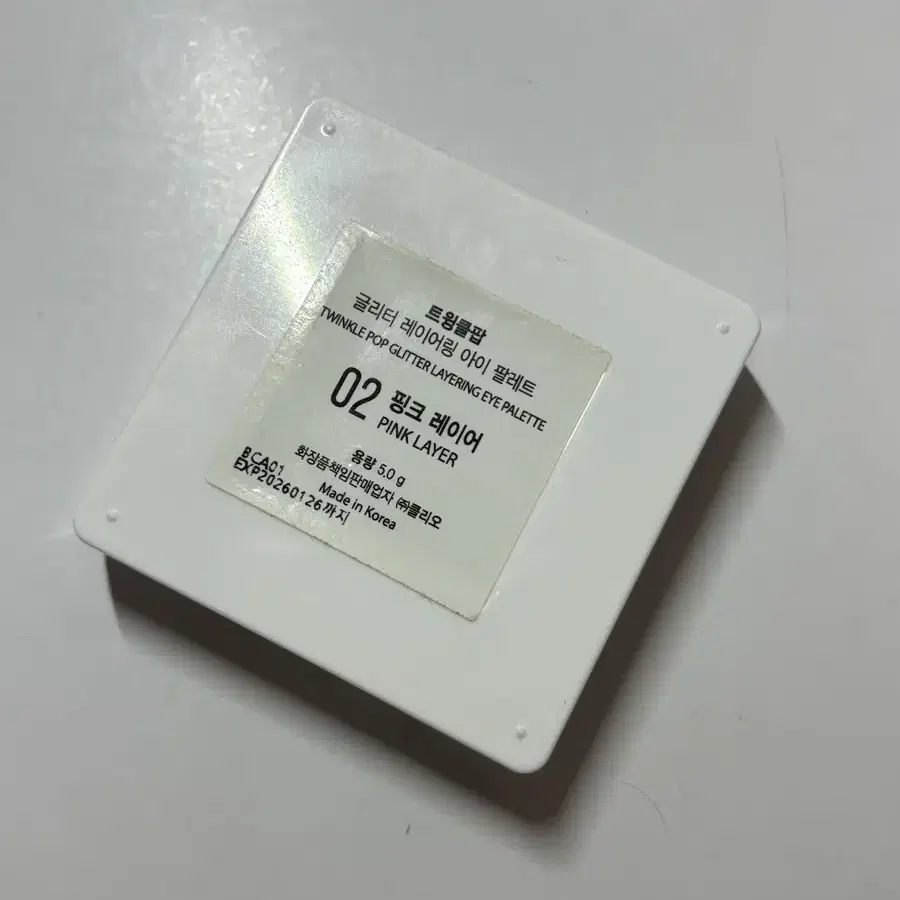 트윙클팝
글리터 레이어링 아이 팔레트
TWINKLE POP GLITTER LAYERING EYE PALETTE
02 핑크 레이어
PINK LAYER
용량 5.0 g
화장품책임판매업자 ㈜클리오
Made in Korea
BCA01
EXP20260126까지